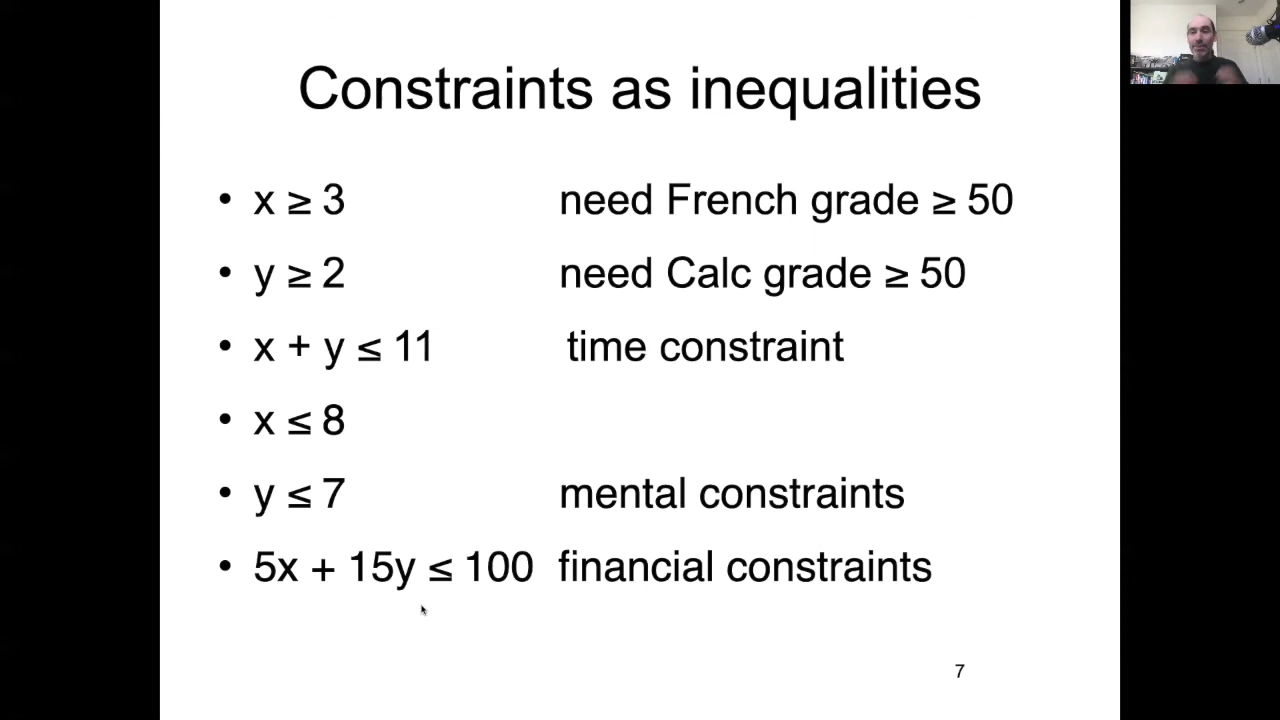 Constraints as inequalities
• x ≥ 3 need French grade ≥ 50
• y ≥ 2 need Calc grade ≥ 50
• x + y ≤ 11 time constraint
• x ≤ 8
• y ≤ 7 mental constraints
• 5x + 15y ≤ 100 financial constraints
7